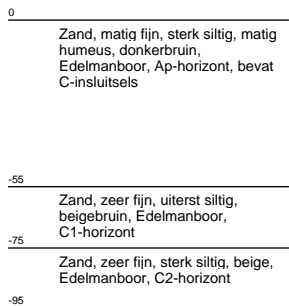 0
Zand, matig fijn, sterk siltig, matig
humeus, donkerbruin,
Edelmanboor, Ap-horizont, bevat
C-insluitsels
-55
Zand, zeer fijn, uiterst siltig,
beigebruin, Edelmanboor,
C1-horizont
-75
Zand, zeer fijn, sterk siltig, beige,
Edelmanboor, C2-horizont
-95